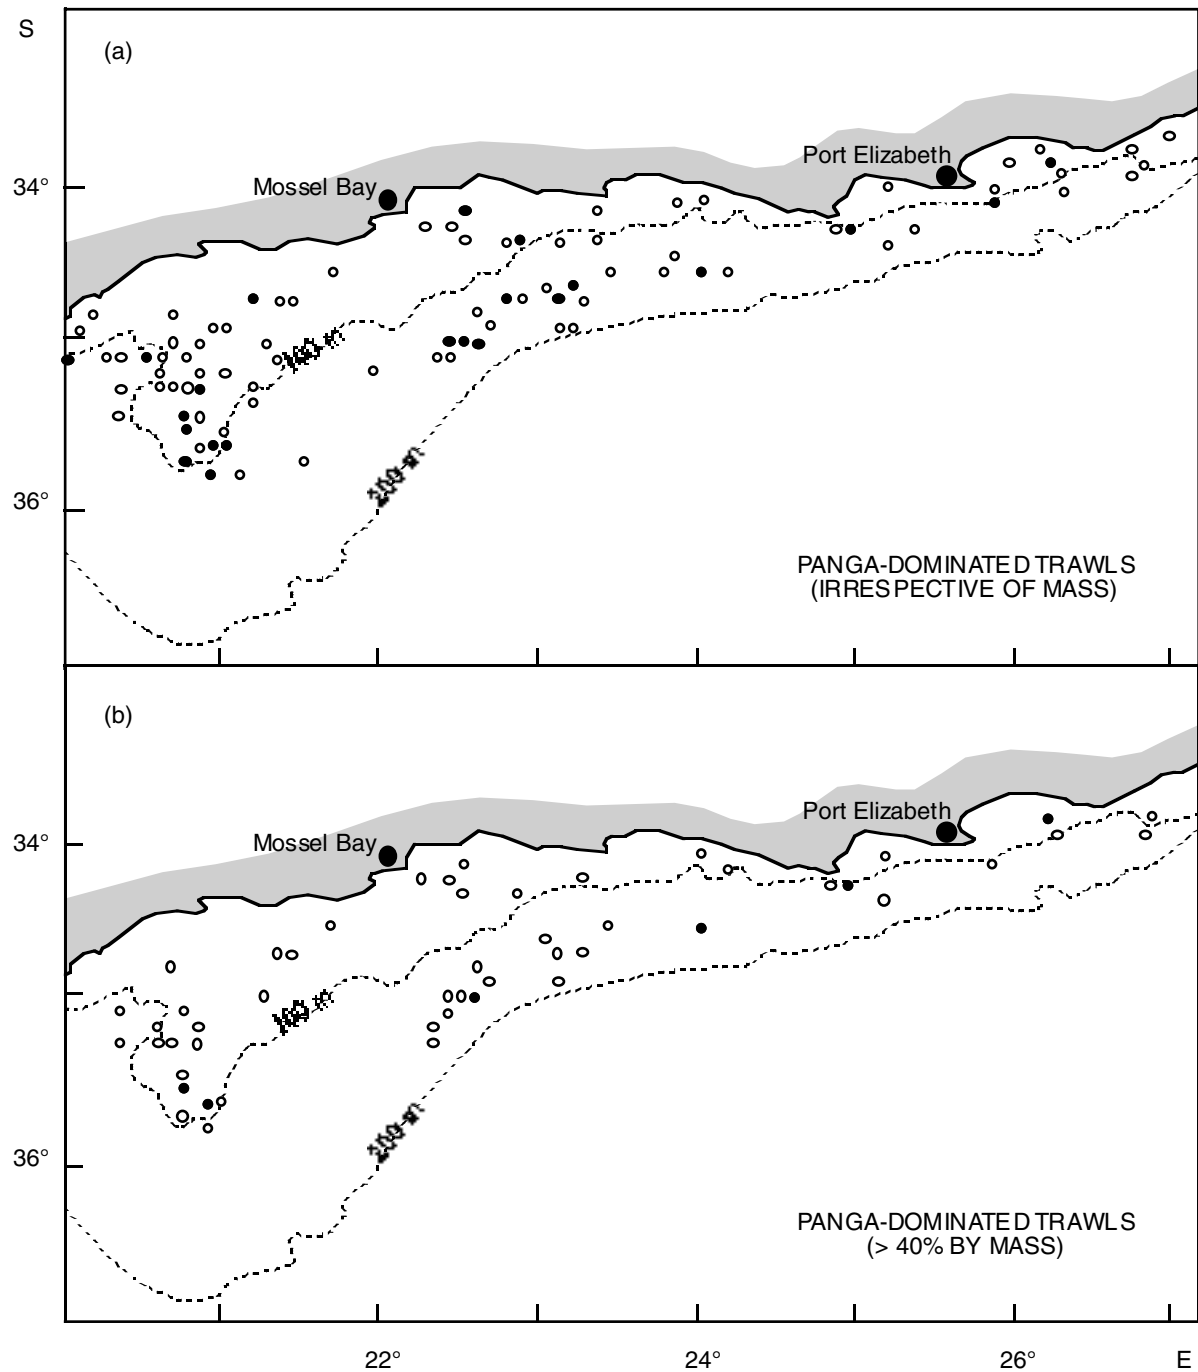 S
(a)
Port Elizabeth
Mossel Bay
34°
36°
PANGA-DOMINATED TRAWLS
(IRRESPECTIVE OF MASS)
(b)
Port Elizabeth
Mossel Bay
34°
36°
PANGA-DOMINATED TRAWLS
(> 40% BY MASS)
22°
24°
26°
E